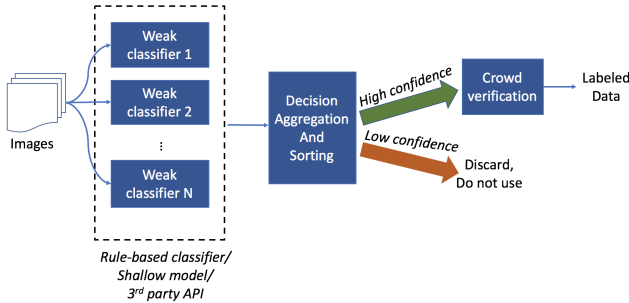 Images
Weak
classifier 1
Weak
classifier 2
...
Weak
classifier N
Rule-based classifier/
Shallow model/
3rd party API
Decision
Aggregation
And
Sorting
High confidence
Low confidence
Crowd
verification
Labeled
Data
Discard,
Do not use